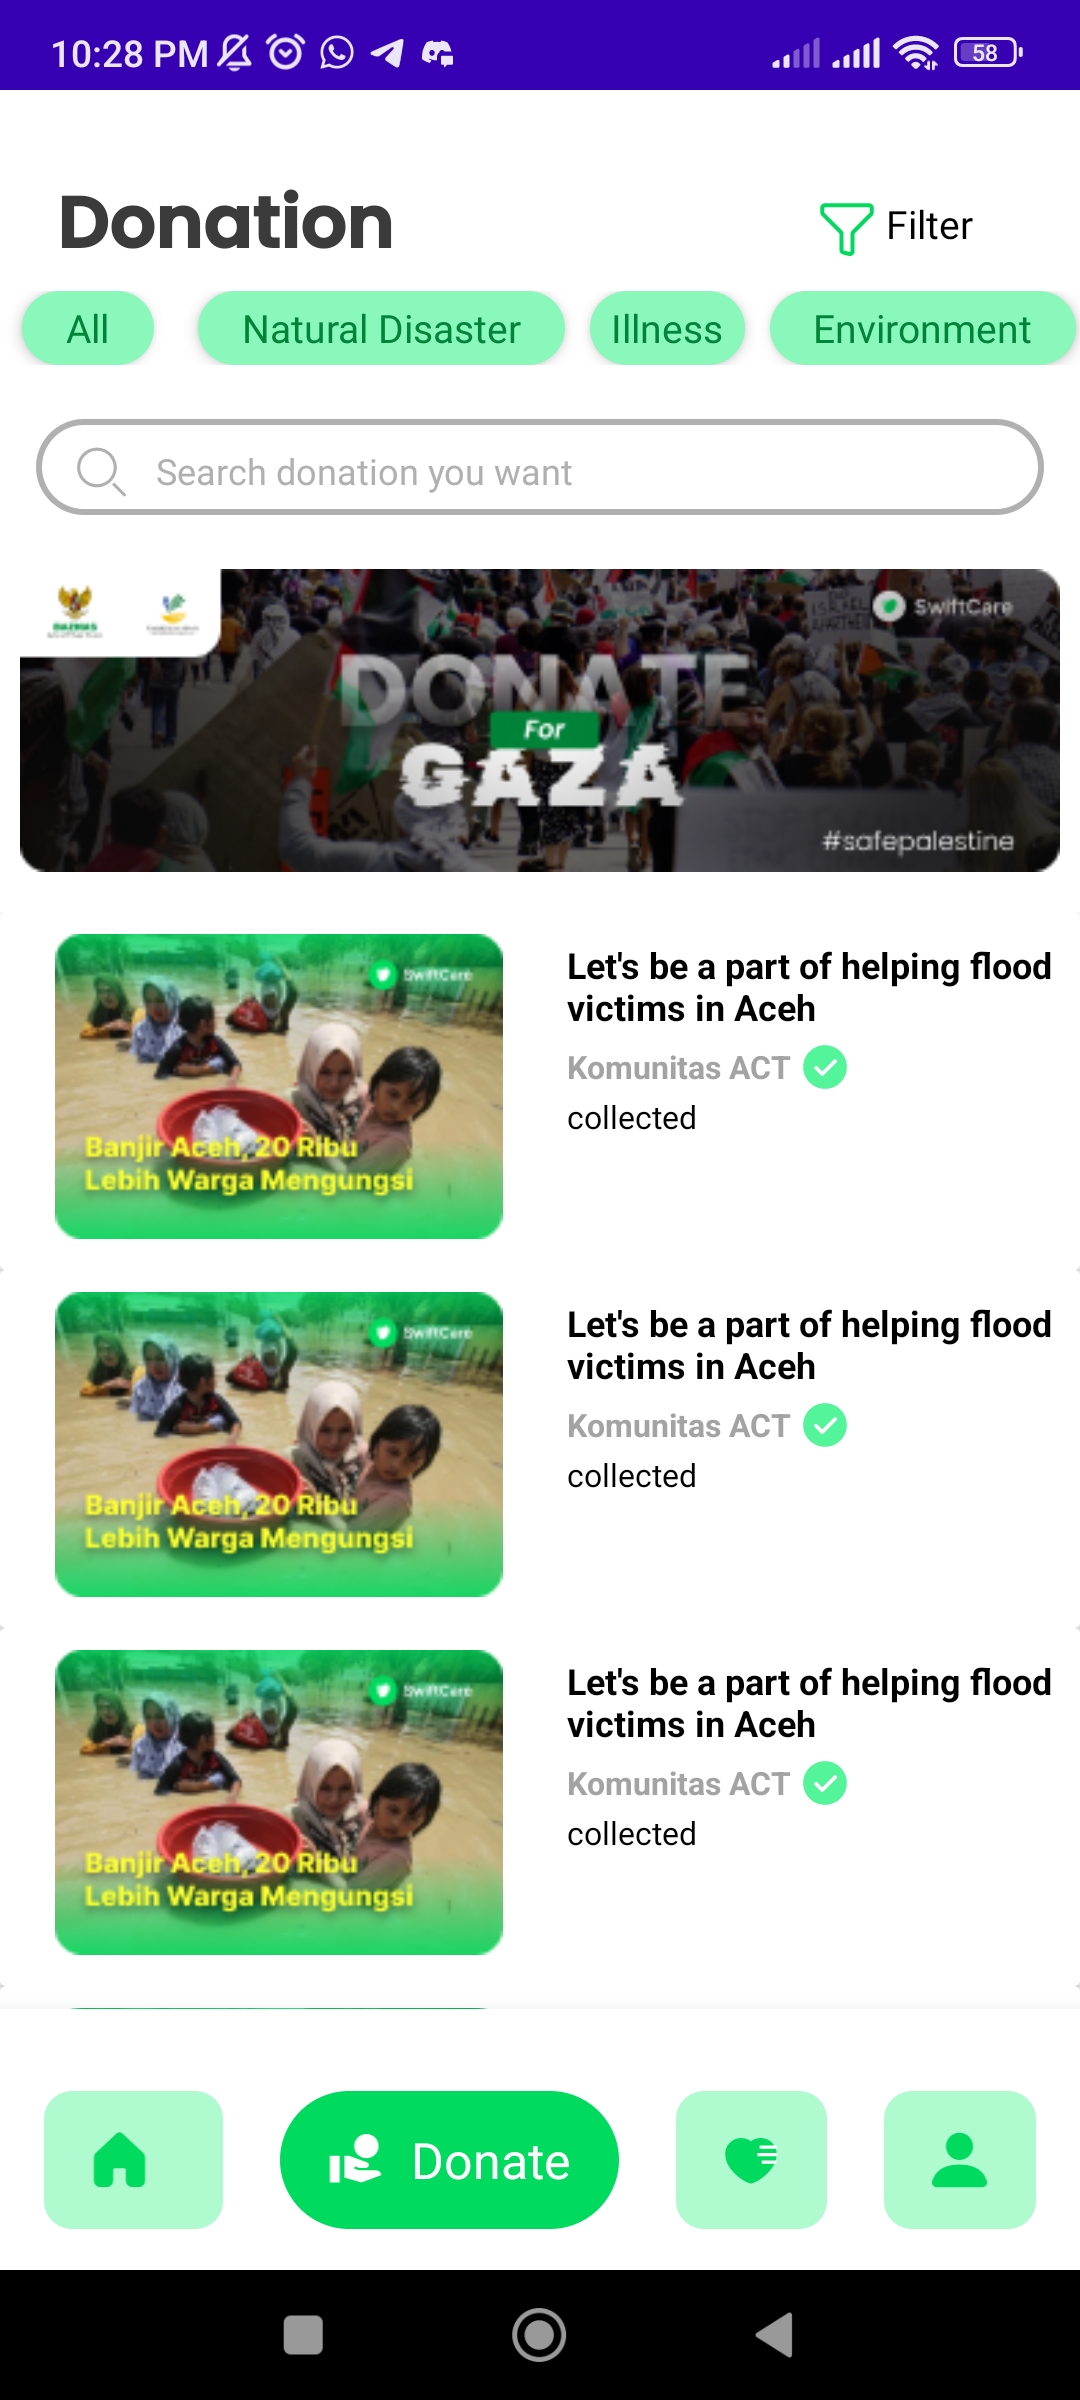 10:28 PM
58
Donation
Filter
All
Natural Disaster
Illness
Environment
Search donation you want
SwiftCare
DONATE
For
GAZA
#safepalestine
SwiftCare
Banjir Aceh, 20 Ribu
Lebih Warga Mengungsi
Let's be a part of helping flood
victims in Aceh
Komunitas ACT
collected
SwiftCare
Banjir Aceh, 20 Ribu
Lebih Warga Mengungsi
Let's be a part of helping flood
victims in Aceh
Komunitas ACT
collected
SwiftCare
Banjir Aceh, 20 Ribu
Lebih Warga Mengungsi
Let's be a part of helping flood
victims in Aceh
Komunitas ACT
collected
Donate